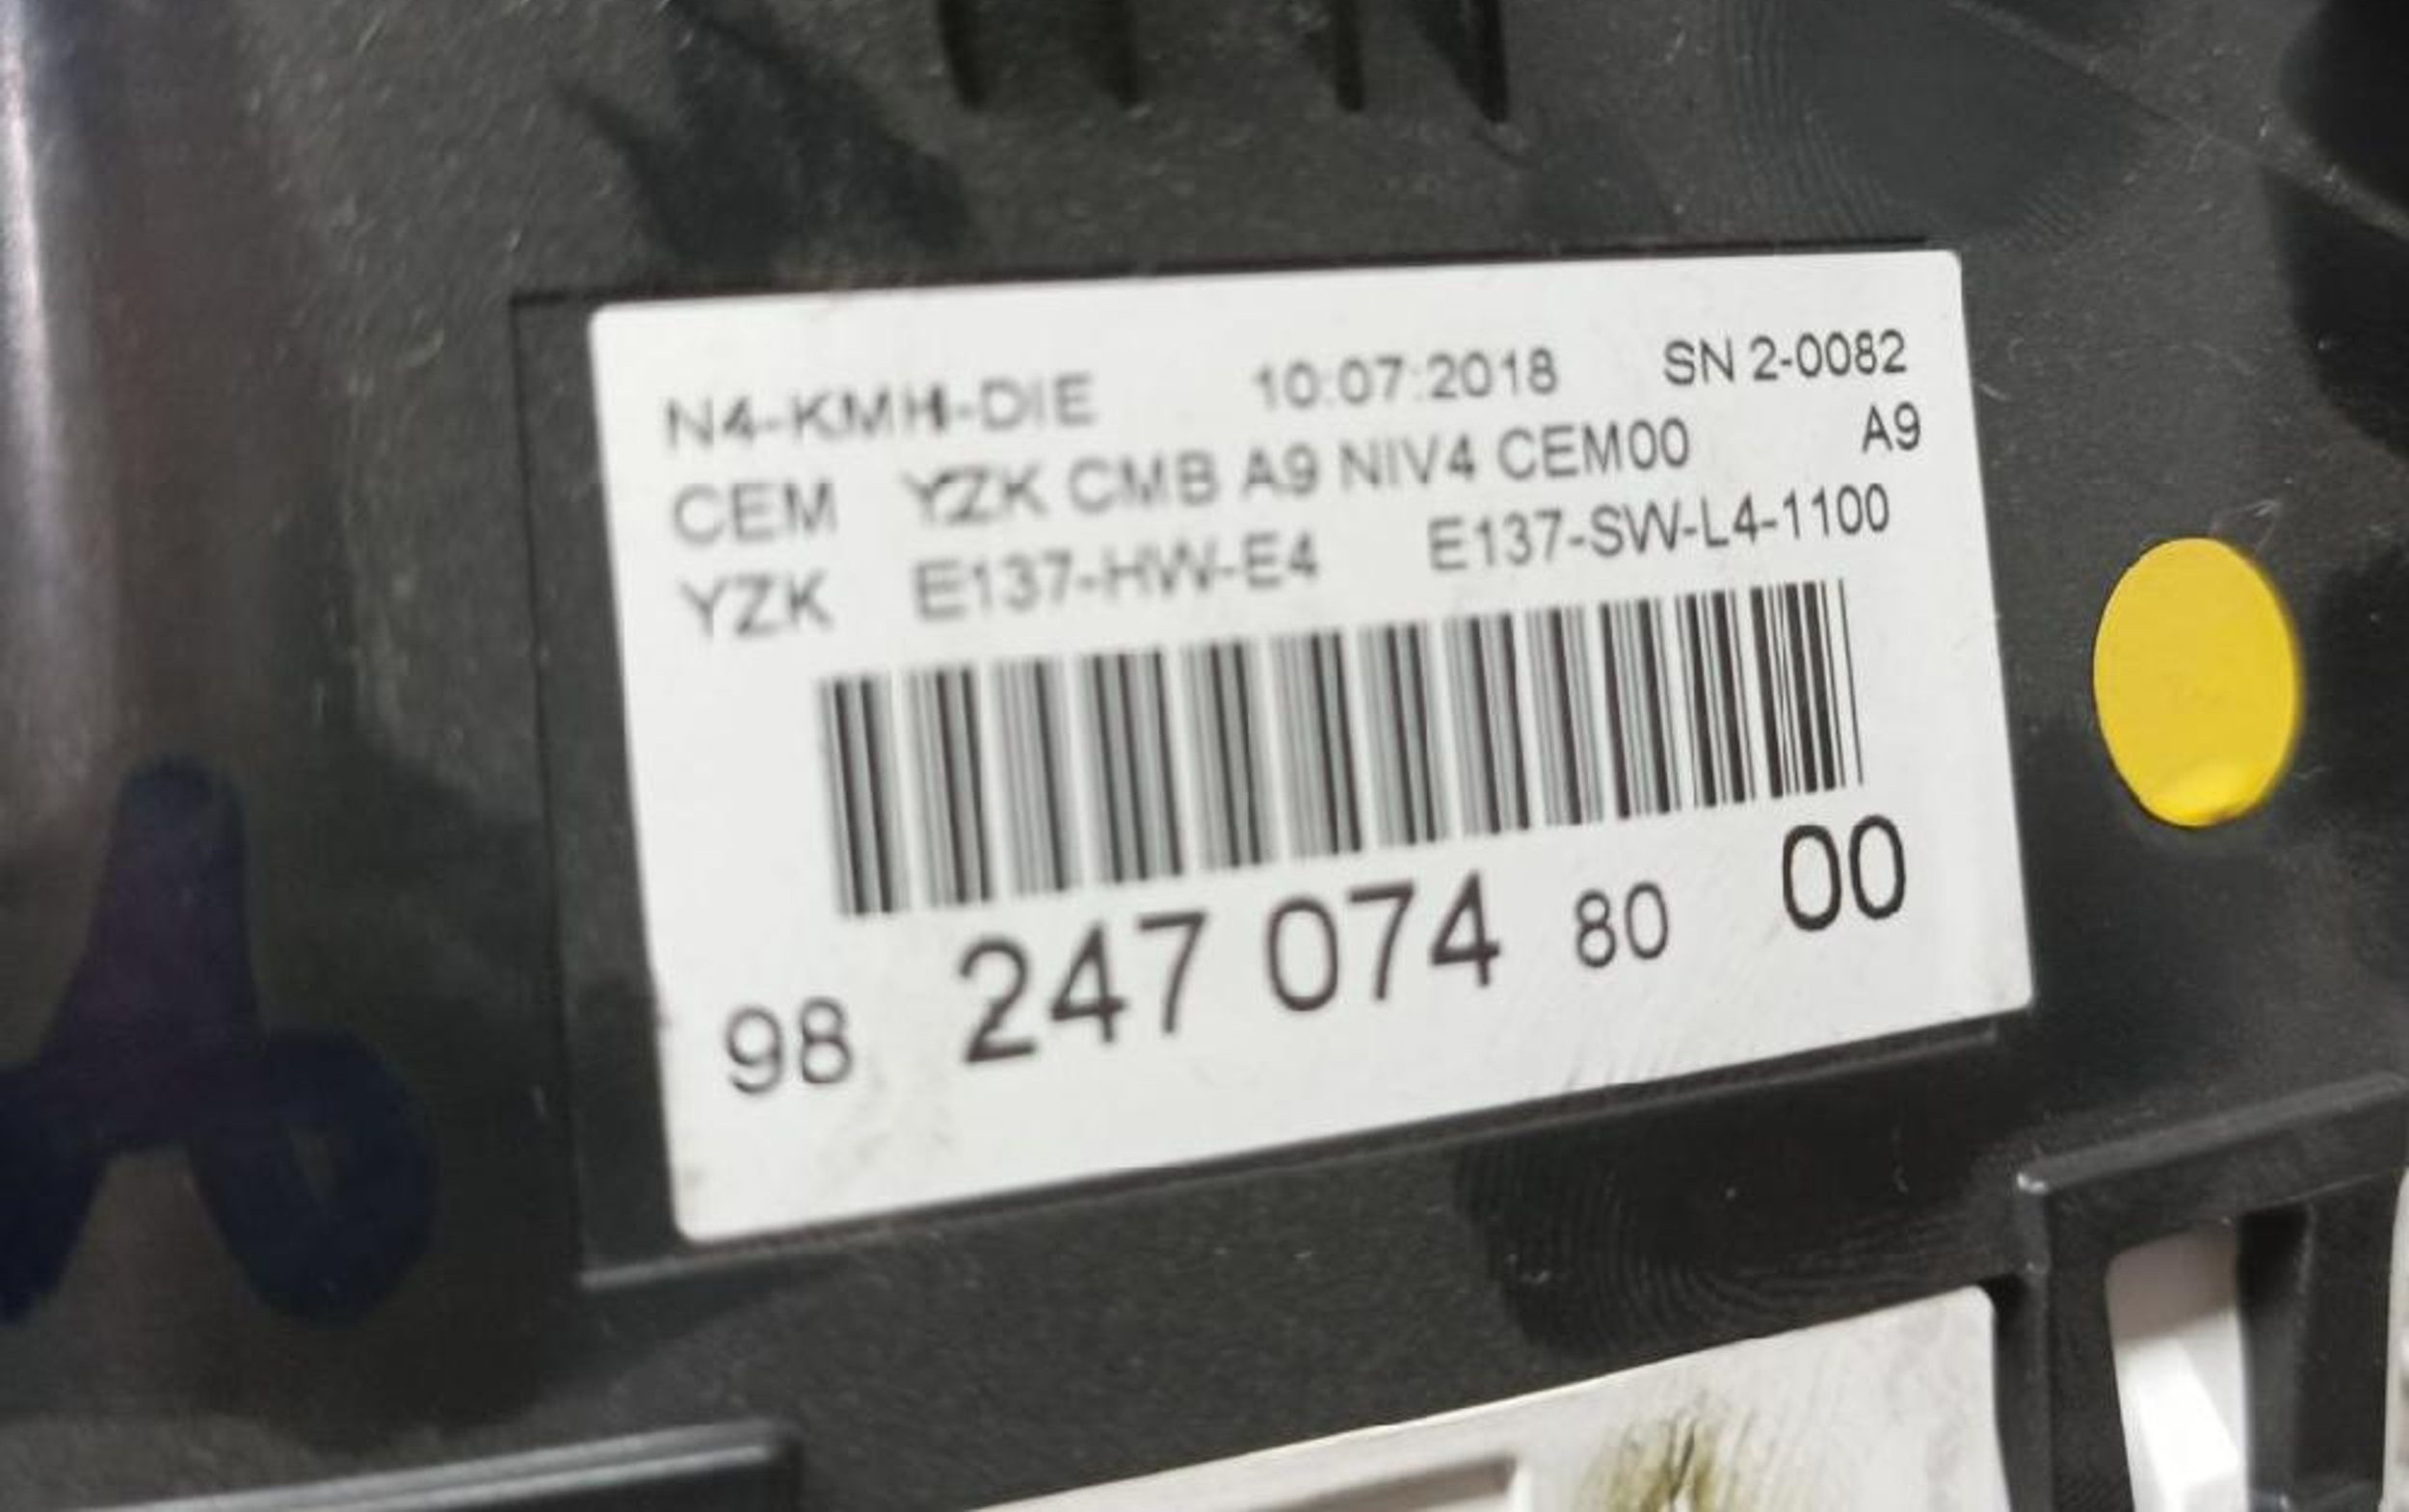 N4-KMH-DIE 10:07:2018 SN 2-0082
CEM YZK CMB A9 NIV4 CEM00 A9
YZK E137-HW-E4 E137-SW-L4-1100
98 247 074 80 00